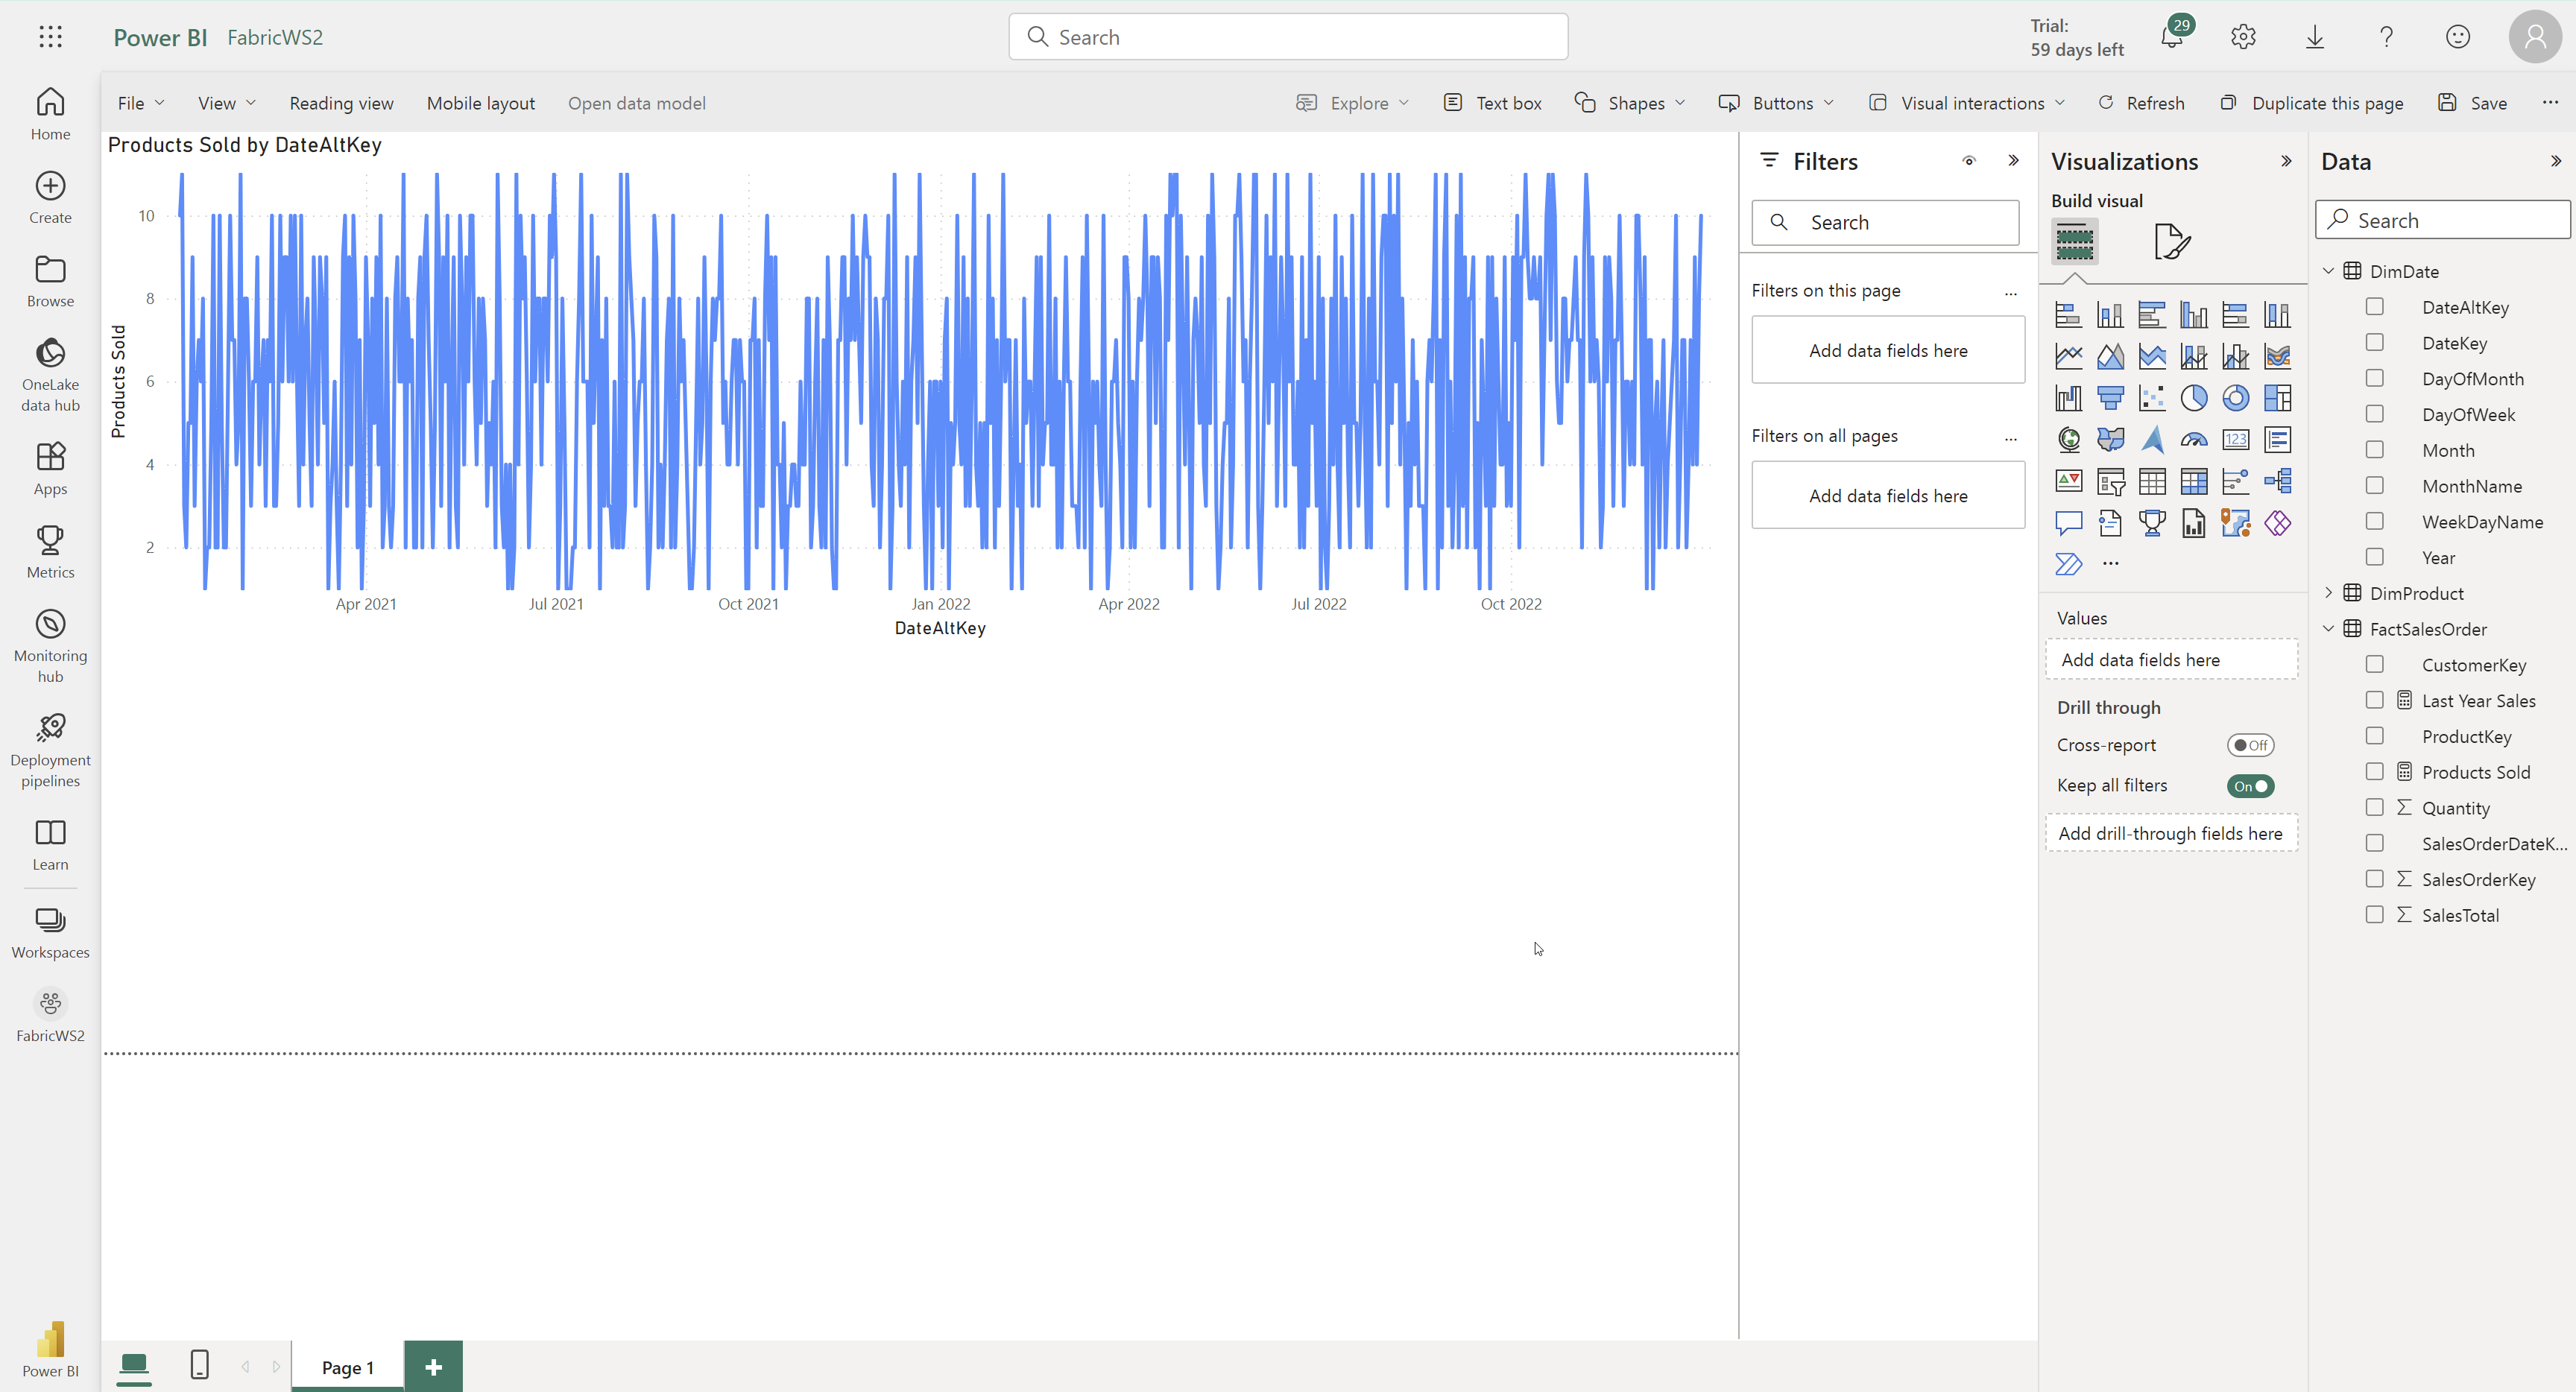 Power BI FabricWS2
Search
Trial:
59 days left
29
Home
Create
Browse
OneLake
data hub
Apps
Metrics
Monitoring
hub
Deployment
pipelines
Learn
Workspaces
FabricWS2
Power BI
File View Reading view Mobile layout Open data model Explore Text box Shapes Buttons Visual interactions Refresh Duplicate this page Save ...
Products Sold by DateAltKey
Products Sold
10
8
6
4
2
Apr 2021 Jul 2021 Oct 2021 Jan 2022 Apr 2022 Jul 2022 Oct 2022
DateAltKey
Filters
Search
Filters on this page ...
Add data fields here
Filters on all pages ...
Add data fields here
Visualizations
Build visual
123
...
Values
Add data fields here
Drill through
Cross-report Off
Keep all filters On
Add drill-through fields here
Data
Search
DimDate
DateAltKey
DateKey
DayOfMonth
DayOfWeek
Month
MonthName
WeekDayName
Year
DimProduct
FactSalesOrder
CustomerKey
Last Year Sales
ProductKey
Products Sold
∑ Quantity
SalesOrderDateK...
∑ SalesOrderKey
∑ SalesTotal
Page 1 +